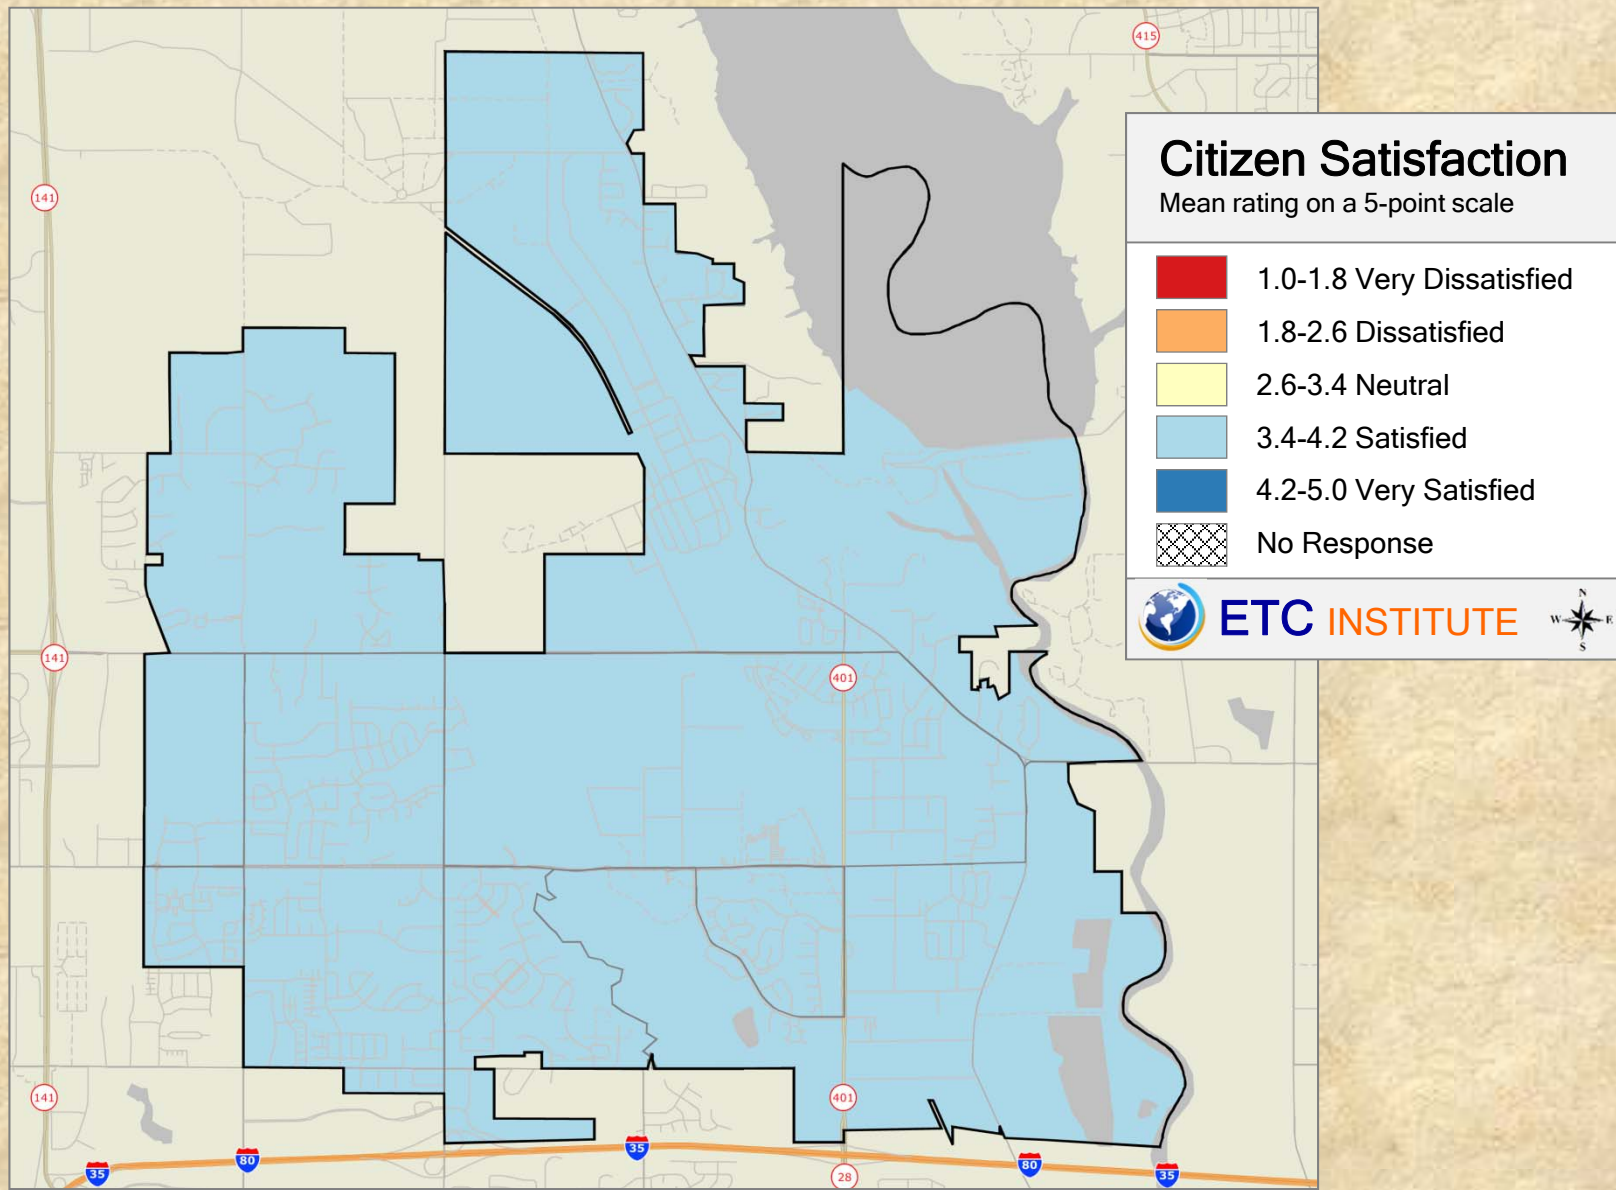 415
141
Citizen Satisfaction
Mean rating on a 5-point scale
1.0-1.8 Very Dissatisfied
1.8-2.6 Dissatisfied
2.6-3.4 Neutral
3.4-4.2 Satisfied
4.2-5.0 Very Satisfied
No Response
ETC INSTITUTE
N
W E
S
141
401
141
401
35
80
35
80
35
28